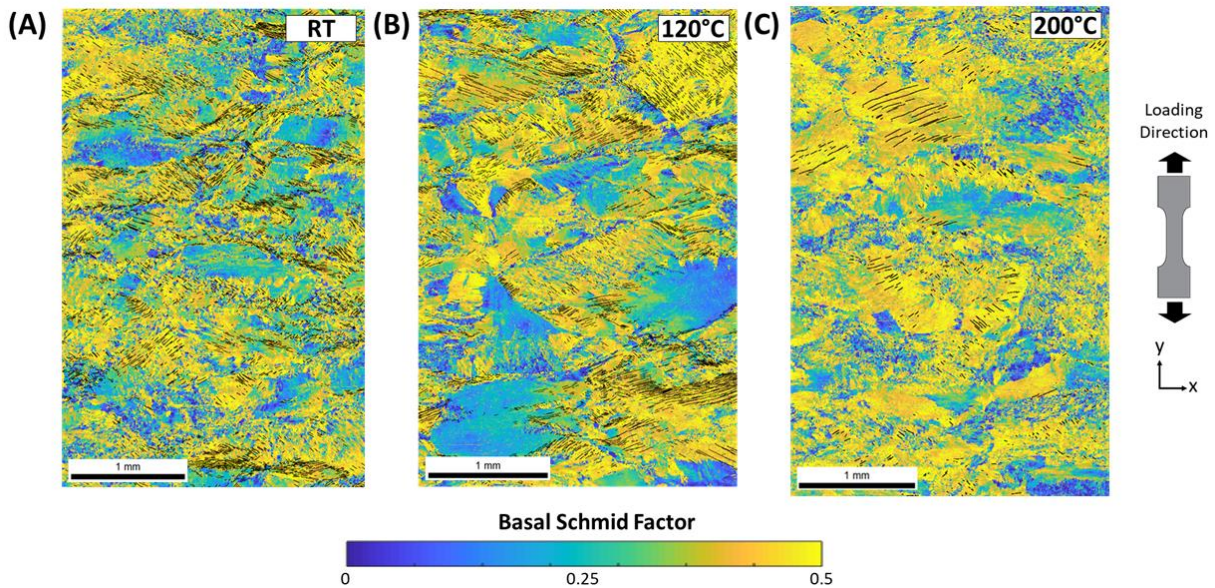 (A)
RT
(B)
120°C
(C)
200°C
Loading
Direction
y
x
1 mm
1 mm
1 mm
Basal Schmid Factor
0
0.25
0.5